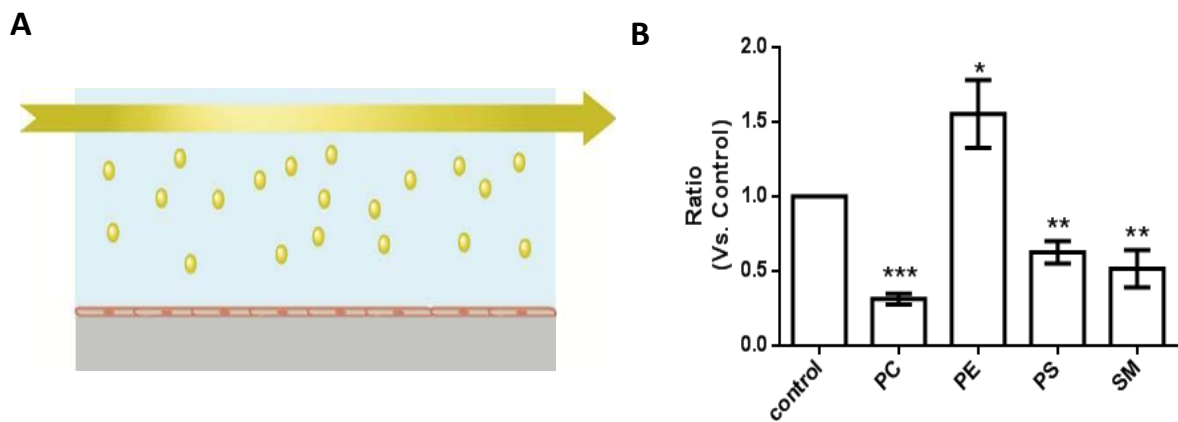 A
B
Ratio
(Vs. Control)
2.0
1.5
1.0
0.5
0.0
*
***
**
**
control
PC
PE
PS
SM